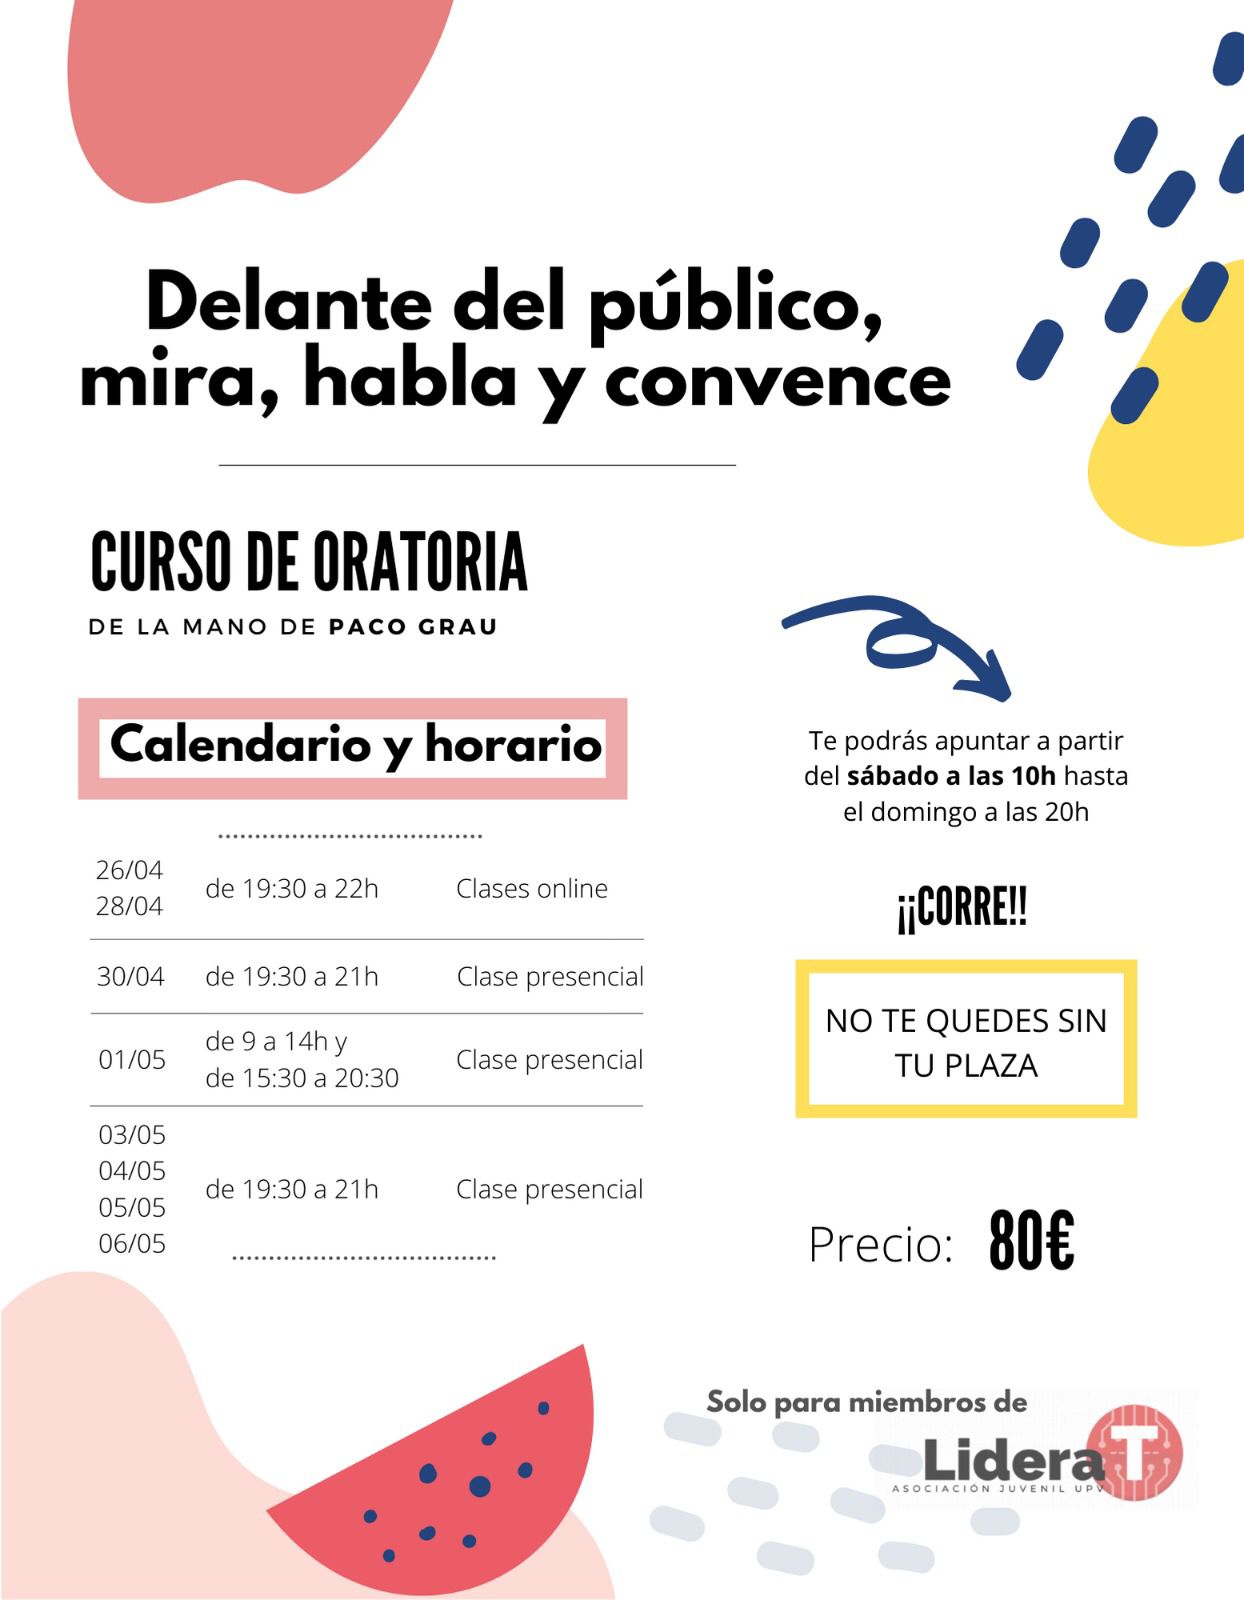 Delante del público,
mira, habla y convence
CURSO DE ORATORIA
DE LA MANO DE PACO GRAU
Calendario y horario
26/04
28/04
de 19:30 a 22h
Clases online
30/04
de 19:30 a 21h
Clase presencial
01/05
de 9 a 14h y
de 15:30 a 20:30
Clase presencial
03/05
04/05
05/05
06/05
de 19:30 a 21h
Clase presencial
Te podrás apuntar a partir
del sábado a las 10h hasta
el domingo a las 20h
¡¡CORRE!!
NO TE QUEDES SIN
TU PLAZA
Precio: 80€
Solo para miembros de
Lidera T
ASOCIACIÓN JUVENIL UPV